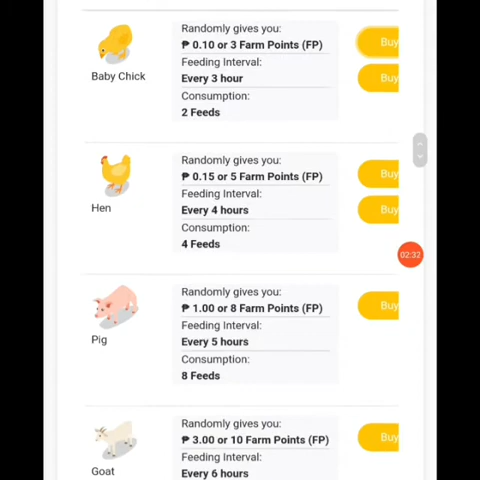 Randomly gives you:
₱ 0.10 or 3 Farm Points (FP)
Buy
Feeding Interval:
Baby Chick
Every 3 hour
Buy
Consumption:
2 Feeds
Randomly gives you:
₱ 0.15 or 5 Farm Points (FP)
Buy
Feeding Interval:
Hen
Every 4 hours
Buy
Consumption:
4 Feeds
02:32
Randomly gives you:
₱ 1.00 or 8 Farm Points (FP)
Buy
Feeding Interval:
Pig
Every 5 hours
Consumption:
8 Feeds
Randomly gives you:
₱ 3.00 or 10 Farm Points (FP)
Buy
Feeding Interval:
Goat
Every 6 hours